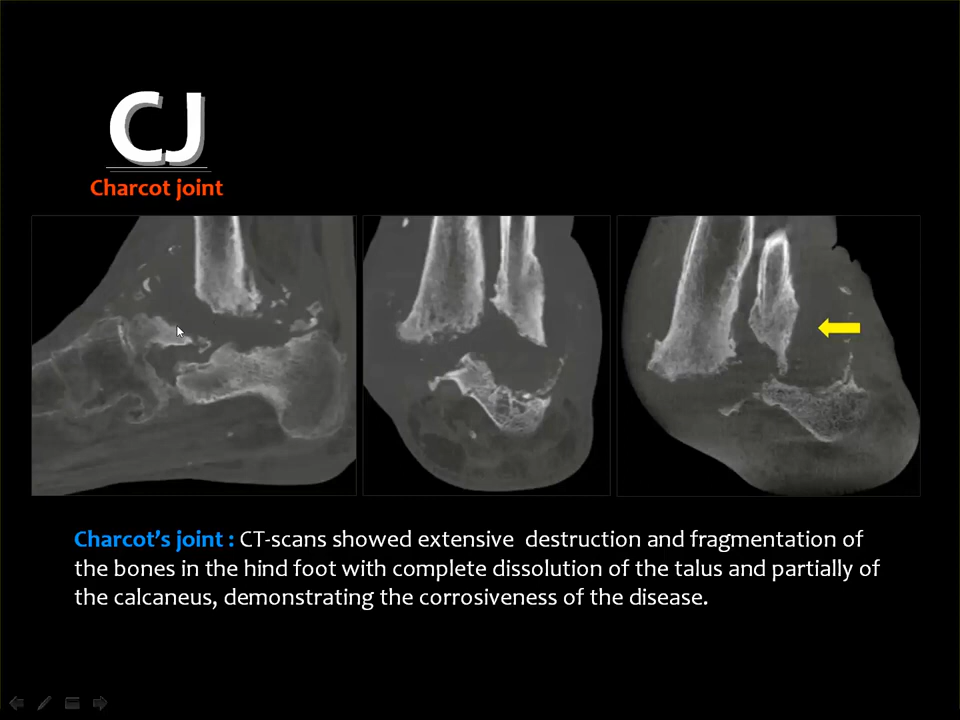 CJ
Charcot joint
Charcot’s joint : CT-scans showed extensive  destruction and fragmentation of
the bones in the hind foot with complete dissolution of the talus and partially of
the calcaneus, demonstrating the corrosiveness of the disease.